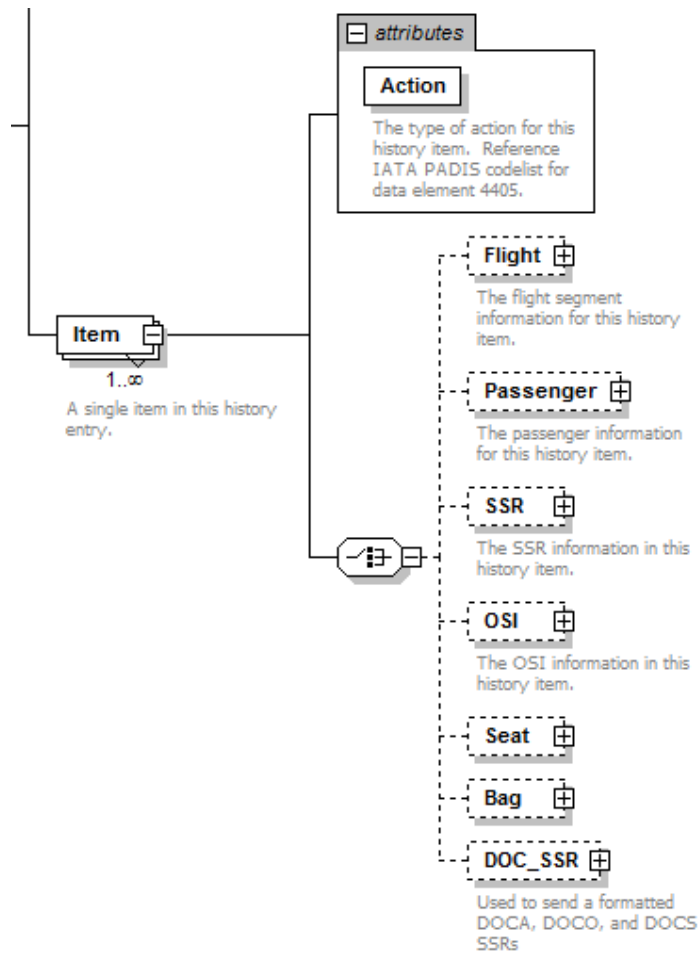 attributes
Action
The type of action for this
history item.  Reference
IATA PADIS codelist for
data element 4405.
Item
1..∞
A single item in this history
entry.
Flight
The flight segment
information for this history
item.
Passenger
The passenger information
for this history item.
SSR
The SSR information in this
history item.
OSI
The OSI information in this
history item.
Seat
Bag
DOC_SSR
Used to send a formatted
DOCA, DOCO, and DOCS
SSRs